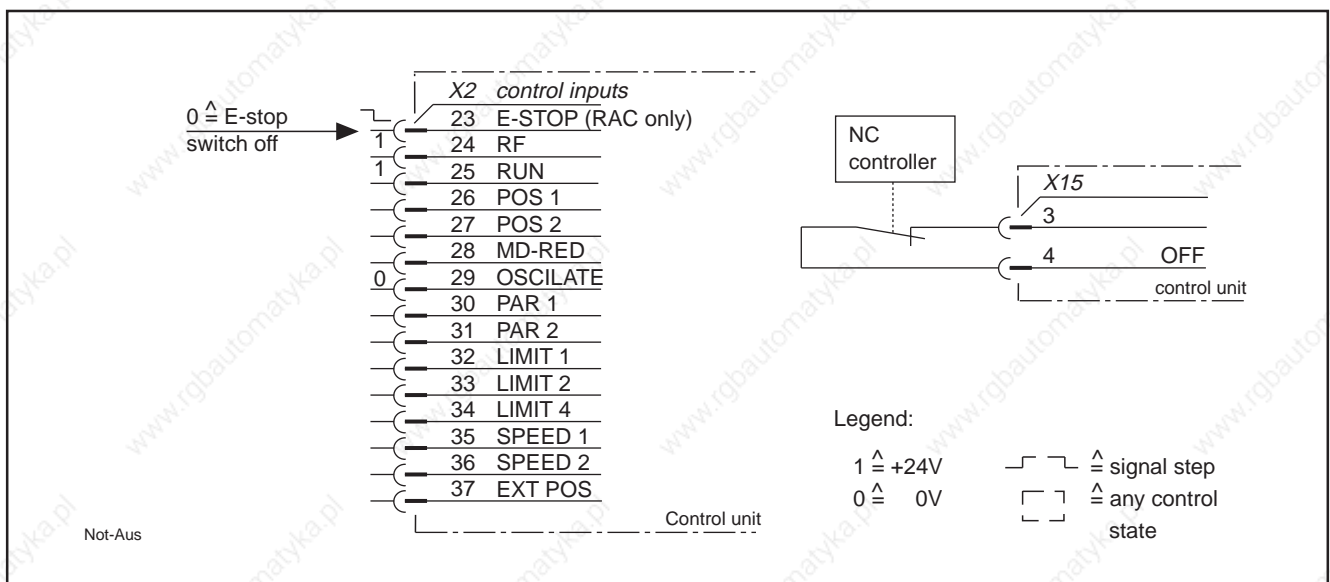 X2 control inputs
0 ≙ E-stop
switch off
23 E-STOP (RAC only)
1 24 RF
1 25 RUN
26 POS 1
27 POS 2
28 MD-RED
0 29 OSCILATE
30 PAR 1
31 PAR 2
32 LIMIT 1
33 LIMIT 2
34 LIMIT 4
35 SPEED 1
36 SPEED 2
37 EXT POS
Control unit
Not-Aus
NC
controller
X15
3
4 OFF
control unit
Legend:
1 ≙ +24V
0 ≙ 0V
≙ signal step
≙ any control
state
www.rgbautomatyka.pl